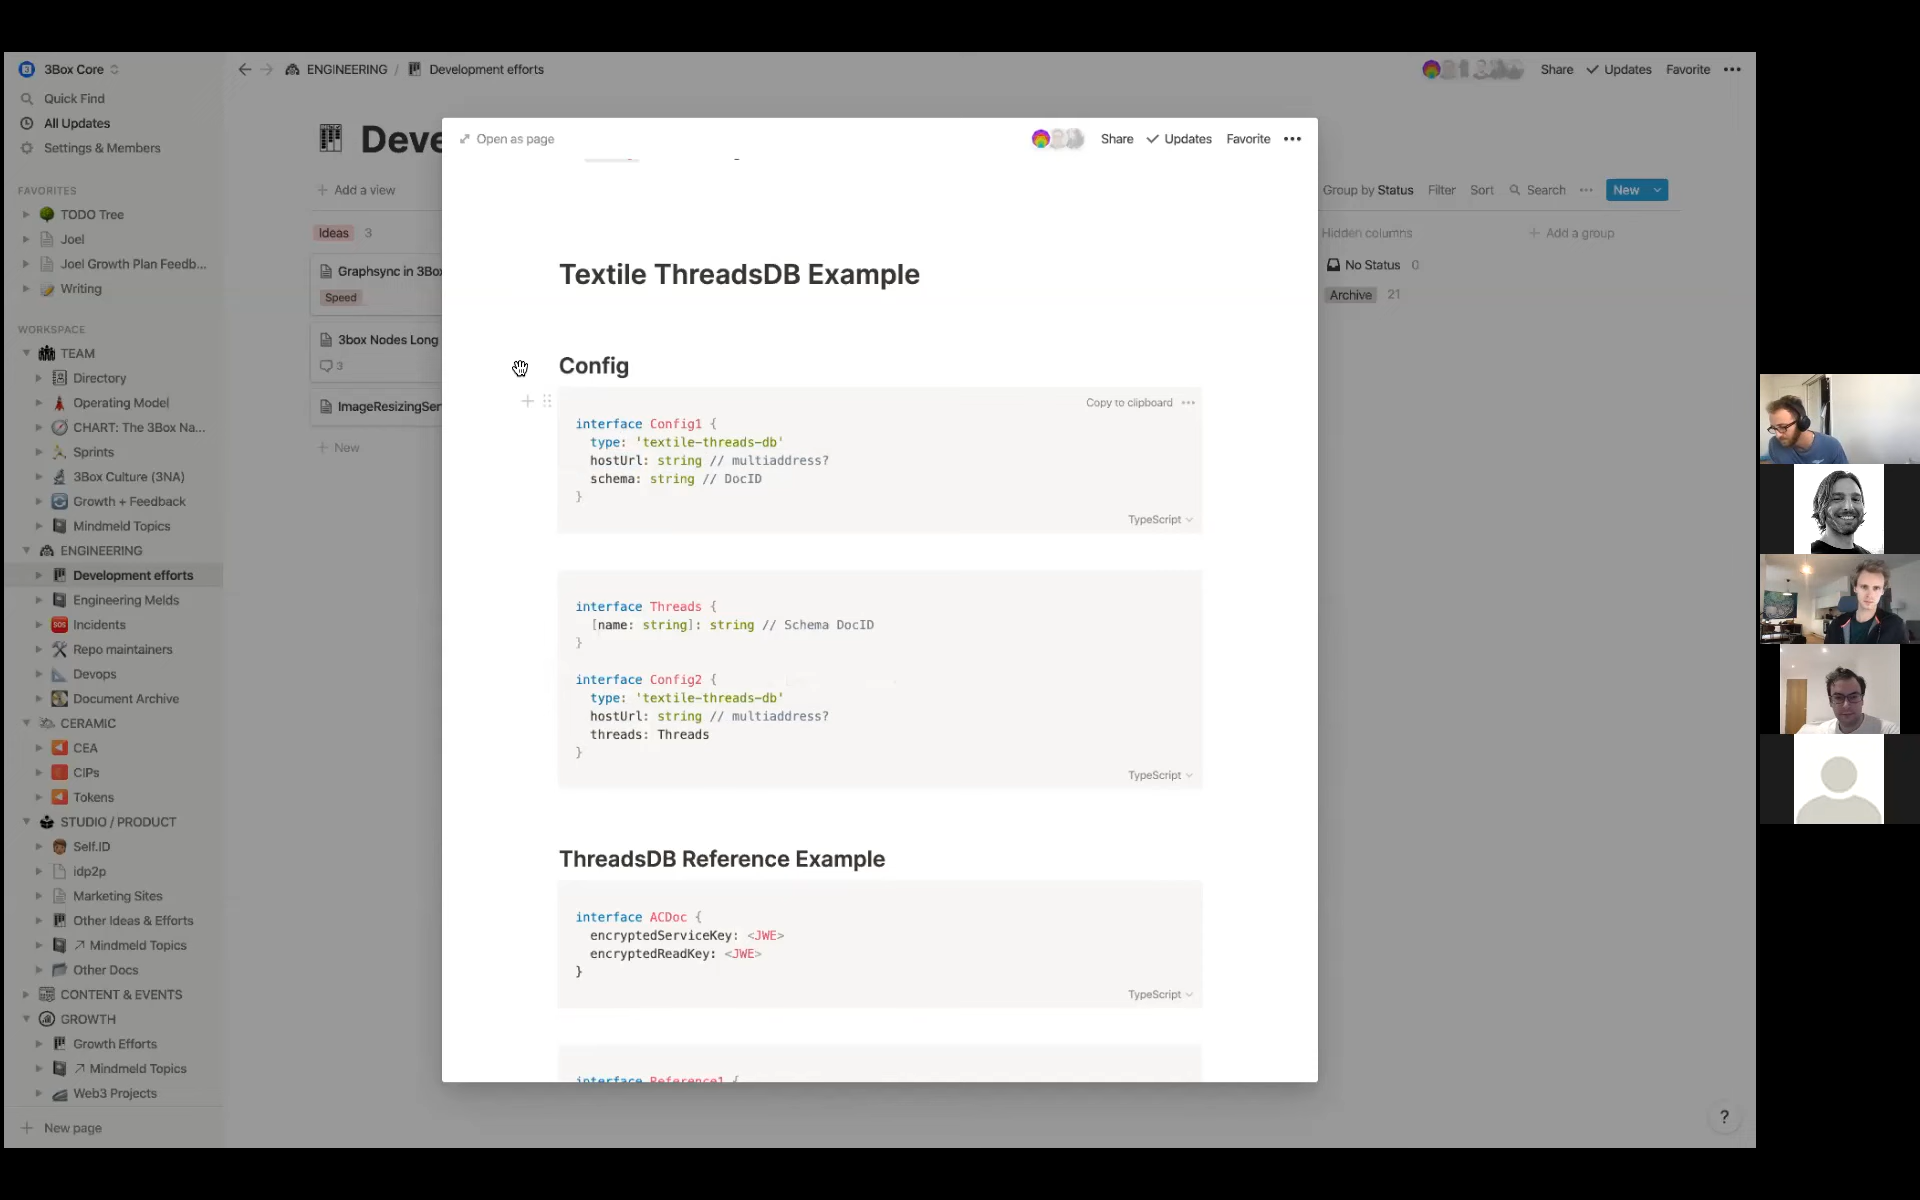 3Box Core
Quick Find
All Updates
Settings & Members
FAVORITES
TODO Tree
Joel
Joel Growth Plan Feedb...
Writing
WORKSPACE
TEAM
Directory
Operating Model
CHART: The 3Box Na...
Sprints
3Box Culture (3NA)
Growth + Feedback
Mindmeld Topics
ENGINEERING
Development efforts
Engineering Melds
SOS Incidents
Repo maintainers
Devops
Document Archive
CERAMIC
CEA
CIPs
Tokens
STUDIO / PRODUCT
Self.ID
idp2p
Marketing Sites
Other Ideas & Efforts
Mindmeld Topics
Other Docs
CONTENT & EVENTS
GROWTH
Growth Efforts
Mindmeld Topics
Web3 Projects
New page
ENGINEERING / Development efforts
Share Updates Favorite
Deve
Add a view
Group by Status Filter Sort Search New
Ideas 3
Graphsync in 3Box
Speed
3box Nodes Long
3
ImageResizingSer
New
Hidden columns
Add a group
No Status 0
Archive 21
Open as page
Share Updates Favorite
Textile ThreadsDB Example
Config
Copy to clipboard
interface Config1 {
type: 'textile-threads-db'
hostUrl: string // multiaddress?
schema: string // DocID
}
TypeScript
interface Threads {
[name: string]: string // Schema DocID
}
interface Config2 {
type: 'textile-threads-db'
hostUrl: string // multiaddress?
threads: Threads
}
TypeScript
ThreadsDB Reference Example
interface ACDoc {
encryptedServiceKey: <JWE>
encryptedReadKey: <JWE>
}
TypeScript
interface Reference1 {
?